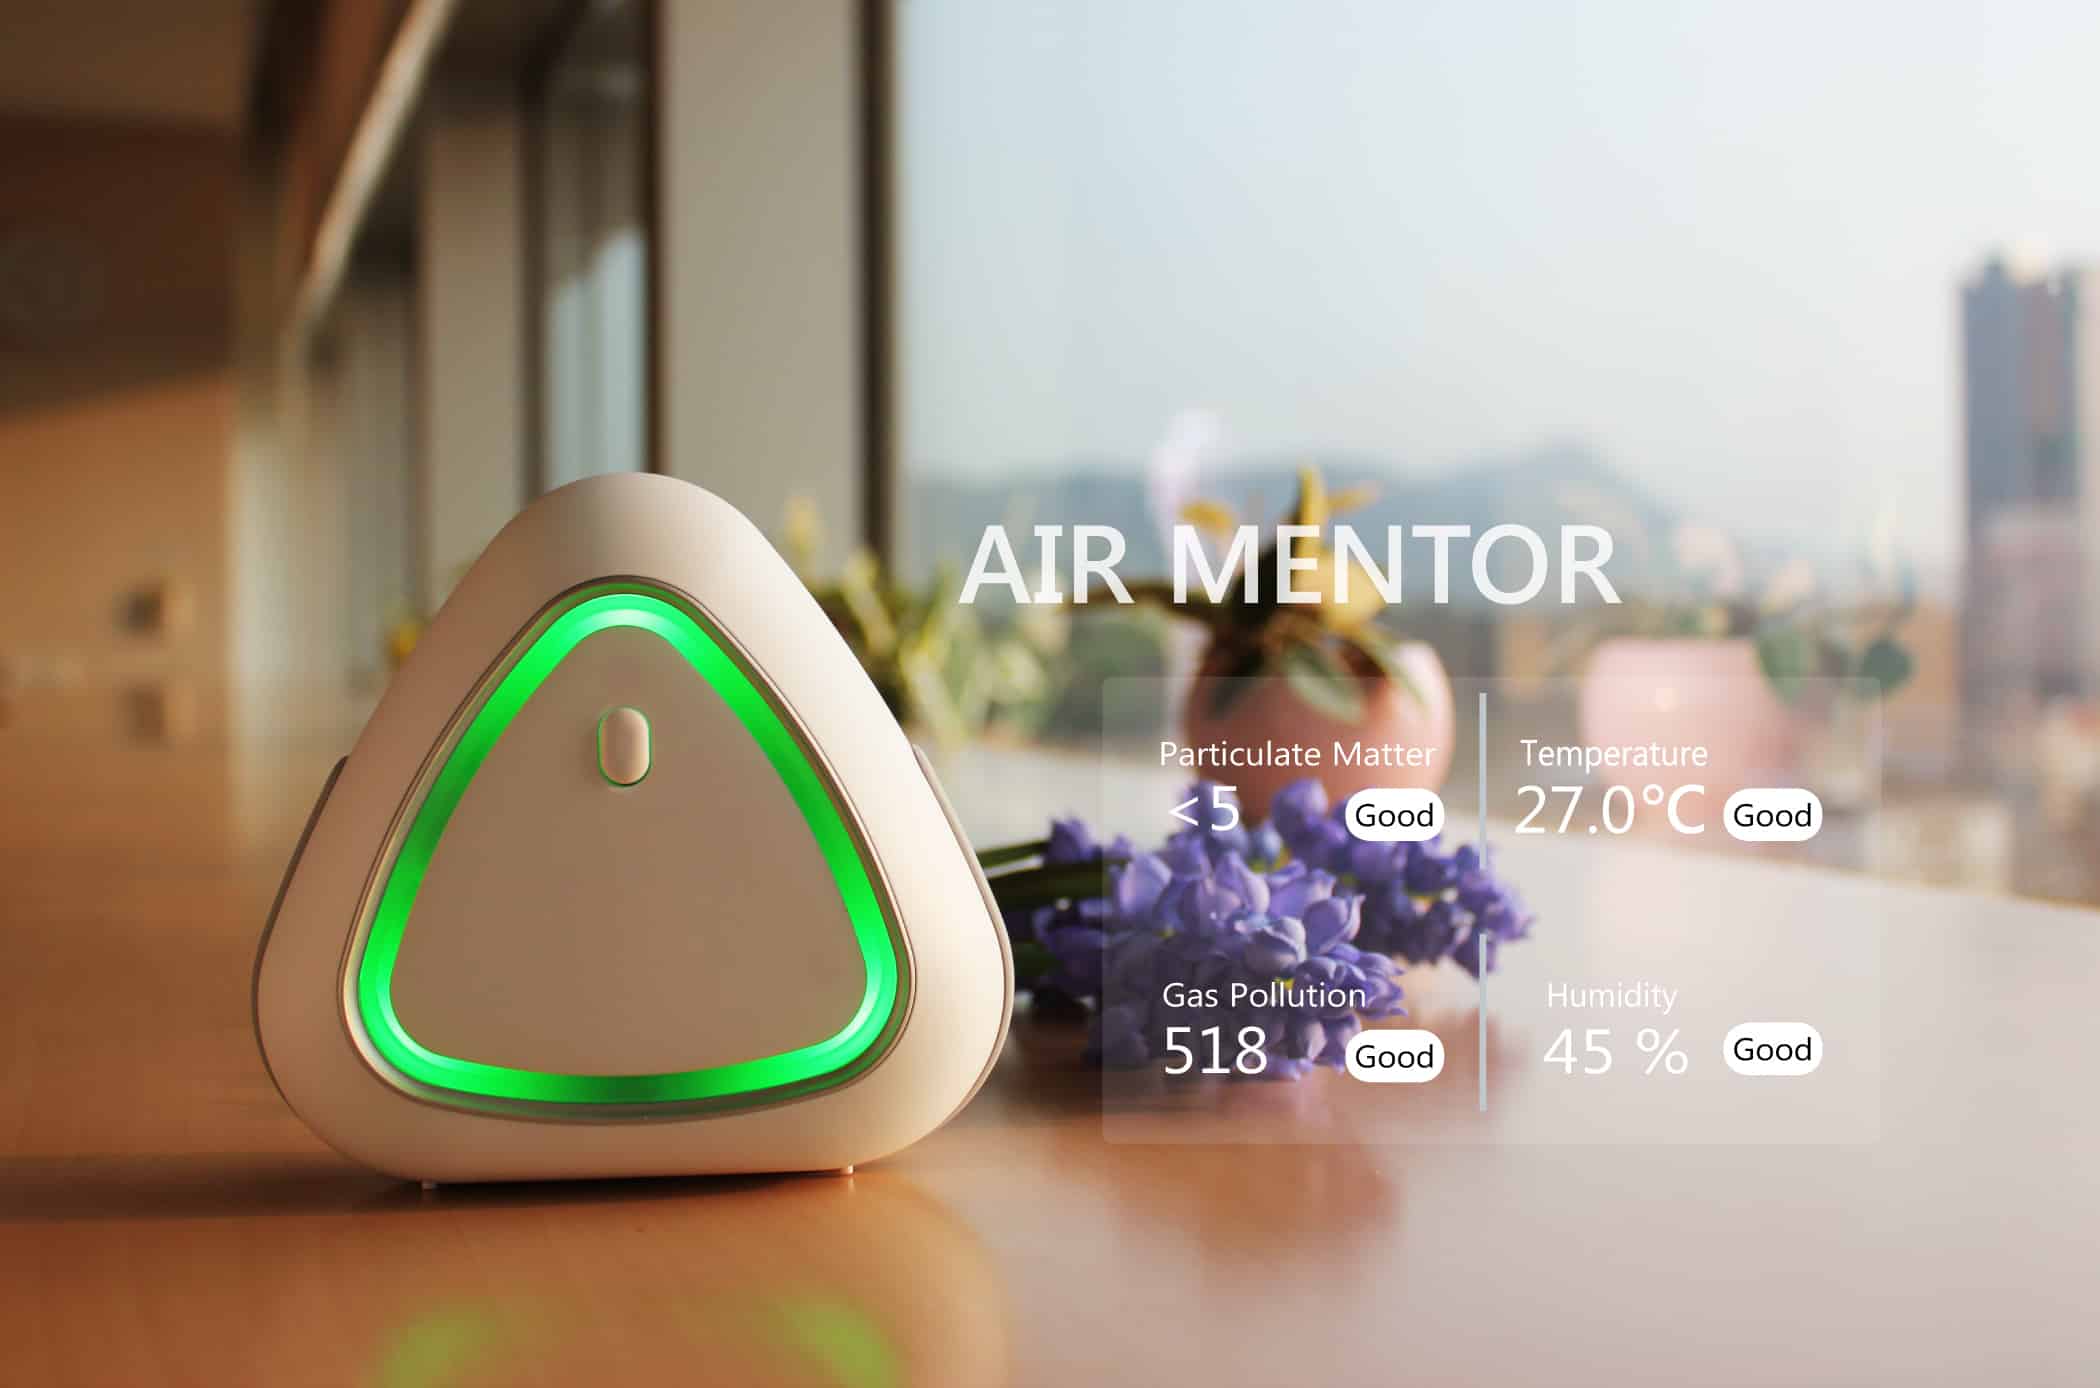 AIR MENTOR
Particulate Matter
<5 Good
Temperature
27.0°C Good
Gas Pollution
518 Good
Humidity
45 % Good